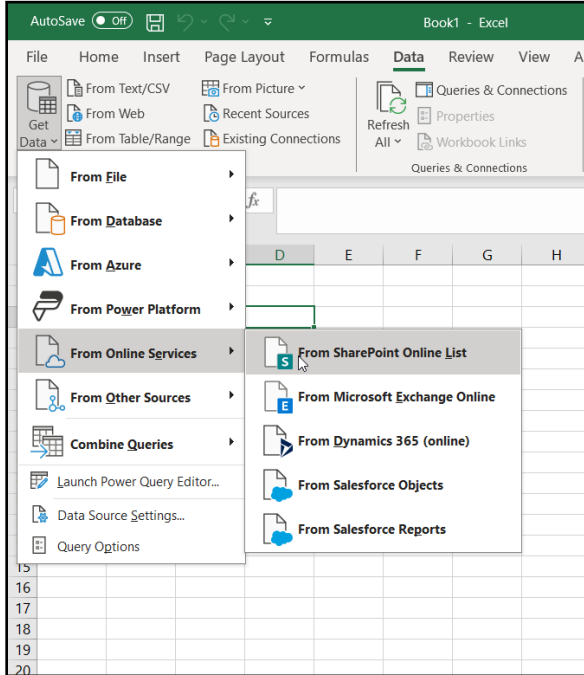 AutoSave Off Book1 - Excel
File Home Insert Page Layout Formulas Data Review View A
Get Data
From Text/CSV
From Web
From Table/Range
From Picture
Recent Sources
Existing Connections
Refresh All
Queries & Connections
Properties
Workbook Links
Queries & Connections
fx
D E F G H
From File
From Database
From Azure
From Power Platform
From Online Services
From Other Sources
Combine Queries
Launch Power Query Editor...
Data Source Settings...
Query Options
S From SharePoint Online List
E From Microsoft Exchange Online
From Dynamics 365 (online)
From Salesforce Objects
From Salesforce Reports
15
16
17
18
19
20